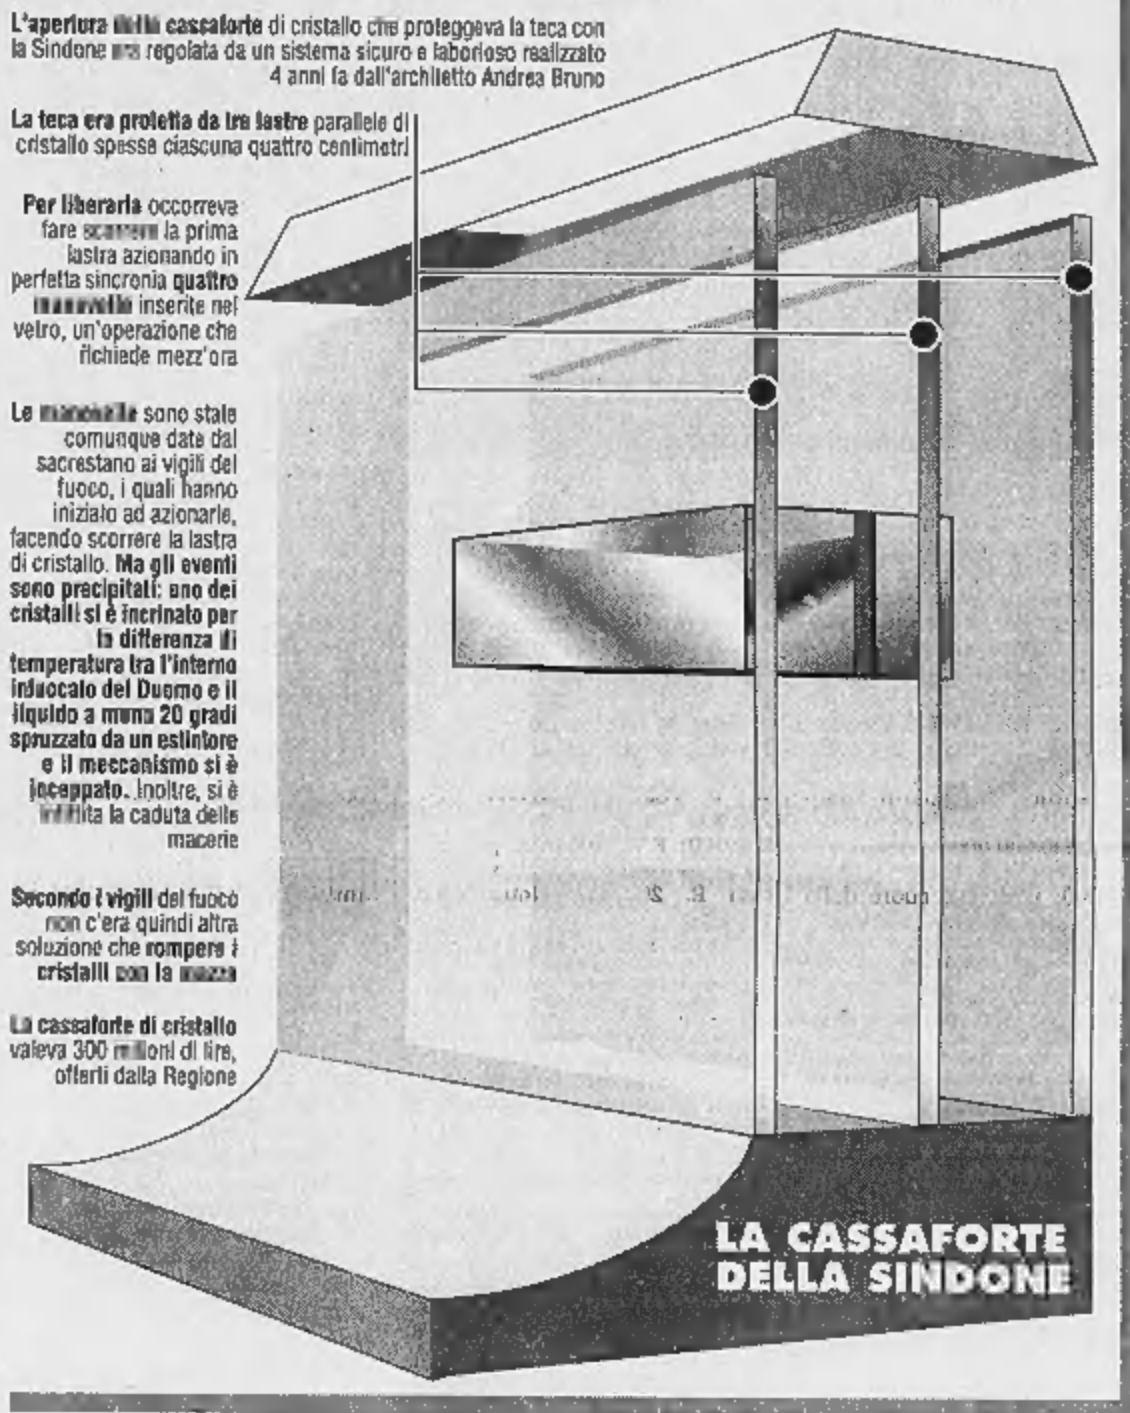 L'apertura della cassaforte di cristallo che proteggeva la teca con
la Sindone era regolata da un sistema sicuro e laborioso realizzato
4 anni fa dall'architetto Andrea Bruno
La teca era protetta da tre lastre parallele di
cristallo spesse ciascuna quattro centimetri
Per liberarla occorreva
fare scorrere la prima
lastra azionando in
perfetta sincronia quattro
manovelle inserite nel
vetro, un'operazione che
richiede mezz'ora
Le manovelle sono state
comunque date dal
sacrestano ai vigili del
fuoco, i quali hanno
iniziato ad azionarle,
facendo scorrere la lastra
di cristallo. Ma gli eventi
sono precipitati: uno dei
cristalli si è incrinato per
la differenza di
temperatura tra l'interno
infuocato del Duomo e il
liquido a meno 20 gradi
spruzzato da un estintore
e il meccanismo si è
inceppato. Inoltre, si è
la caduta delle
macerie
Secondo i vigili del fuoco
non c'era quindi altra
soluzione che rompere i
cristalli con la mazza
La cassaforte di cristallo
valeva 300 milioni di lire,
offerti dalla Regione
LA CASSAFORTE
DELLA SINDONE